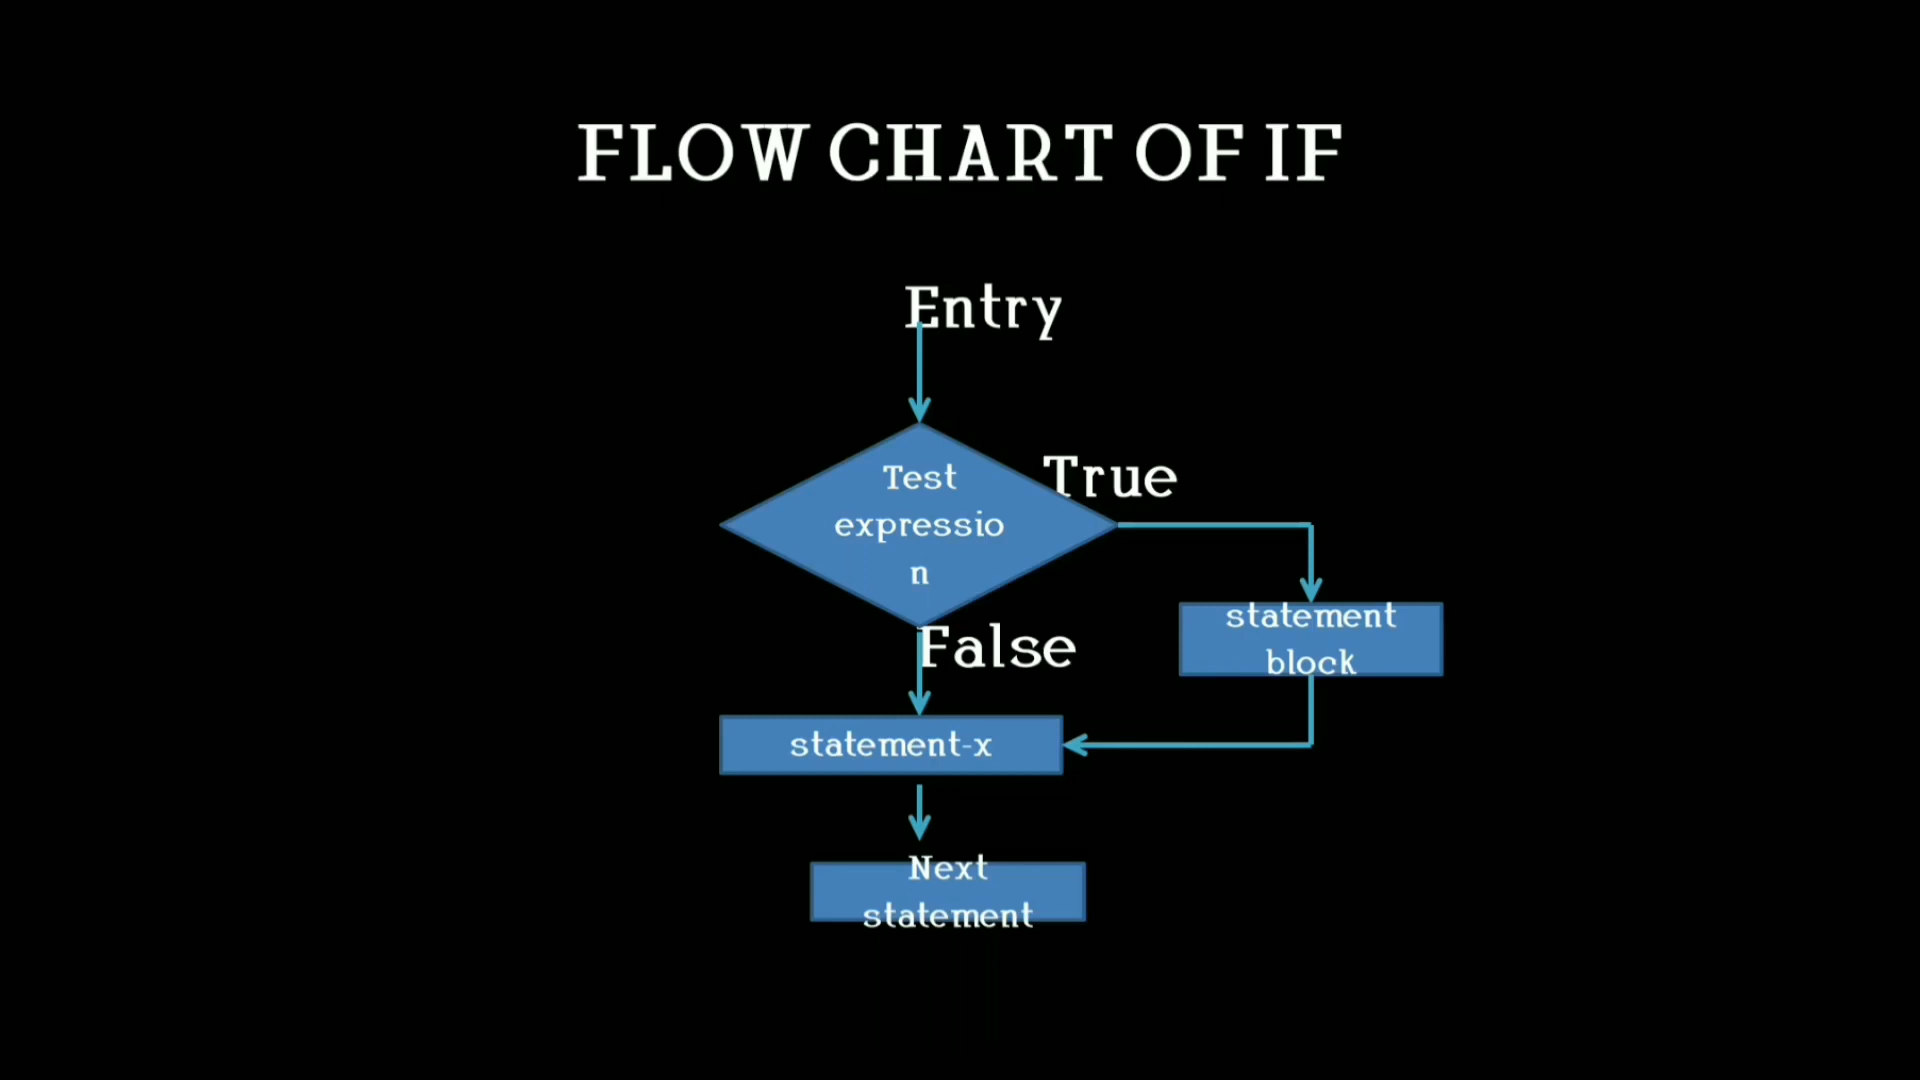 FLOW CHART OF IF
Entry
True
Test
expressio
n
False
statement
block
statement-x
Next
statement